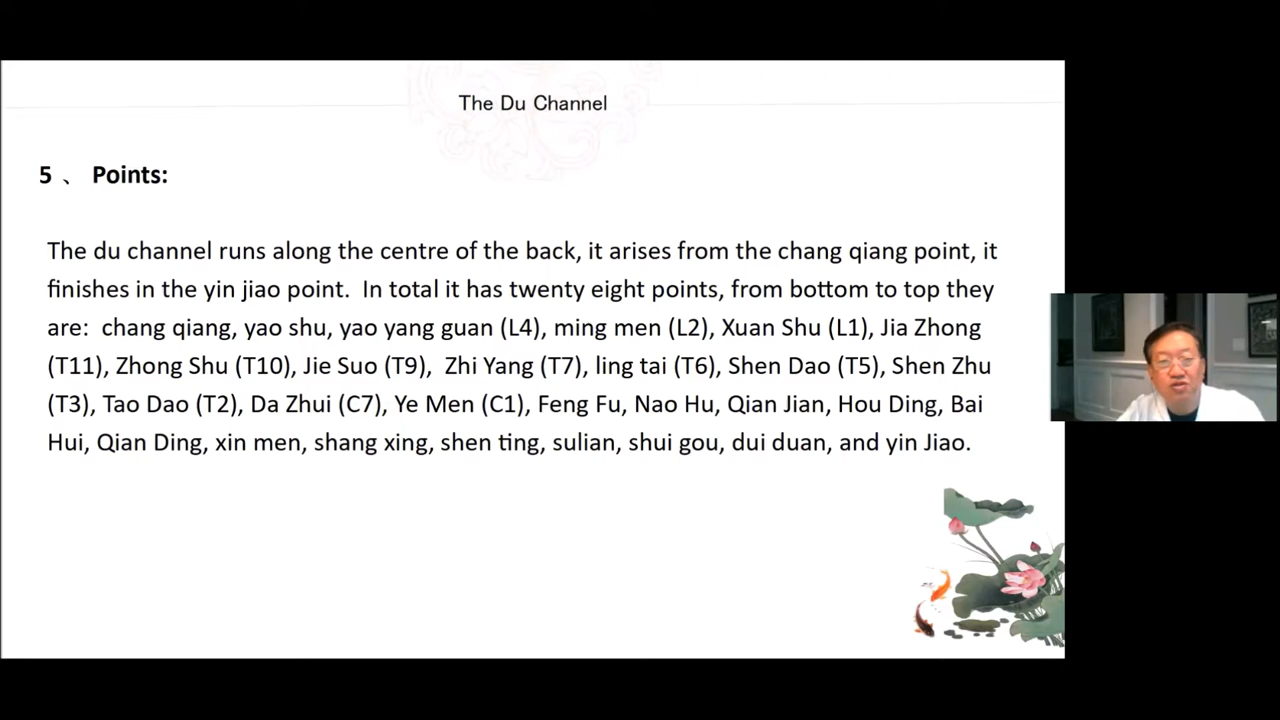 The Du Channel
5 、 Points:
The du channel runs along the centre of the back, it arises from the chang qiang point, it
finishes in the yin jiao point.  In total it has twenty eight points, from bottom to top they
are:  chang qiang, yao shu, yao yang guan (L4), ming men (L2), Xuan Shu (L1), Jia Zhong
(T11), Zhong Shu (T10), Jie Suo (T9),  Zhi Yang (T7), ling tai (T6), Shen Dao (T5), Shen Zhu
(T3), Tao Dao (T2), Da Zhui (C7), Ye Men (C1), Feng Fu, Nao Hu, Qian Jian, Hou Ding, Bai
Hui, Qian Ding, xin men, shang xing, shen ting, sulian, shui gou, dui duan, and yin Jiao.